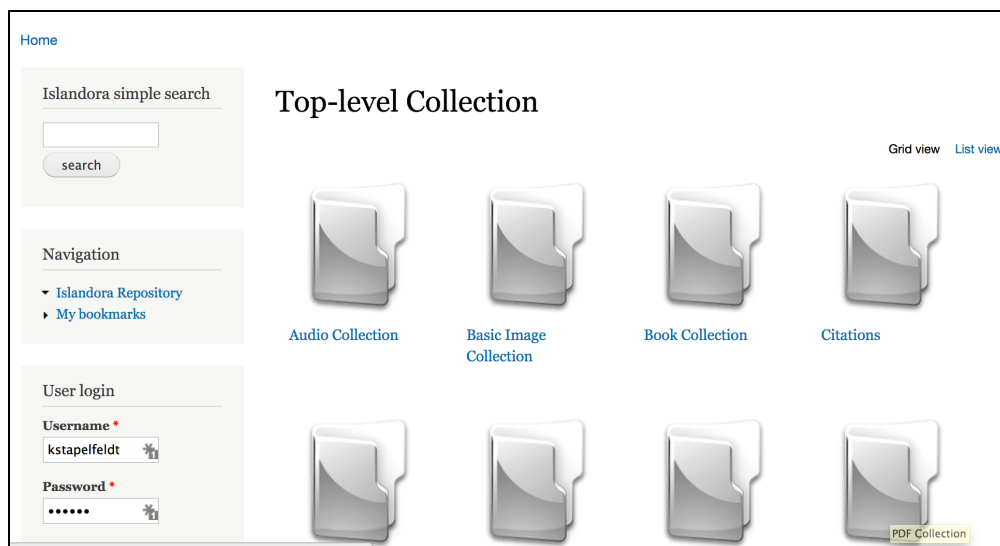 Home
Islandora simple search
search
Navigation
Islandora Repository
My bookmarks
User login
Username *
kstapelfeldt
Password *
••••••
Top-level Collection
Grid view List view
Audio Collection
Basic Image
Collection
Book Collection
Citations
PDF Collection